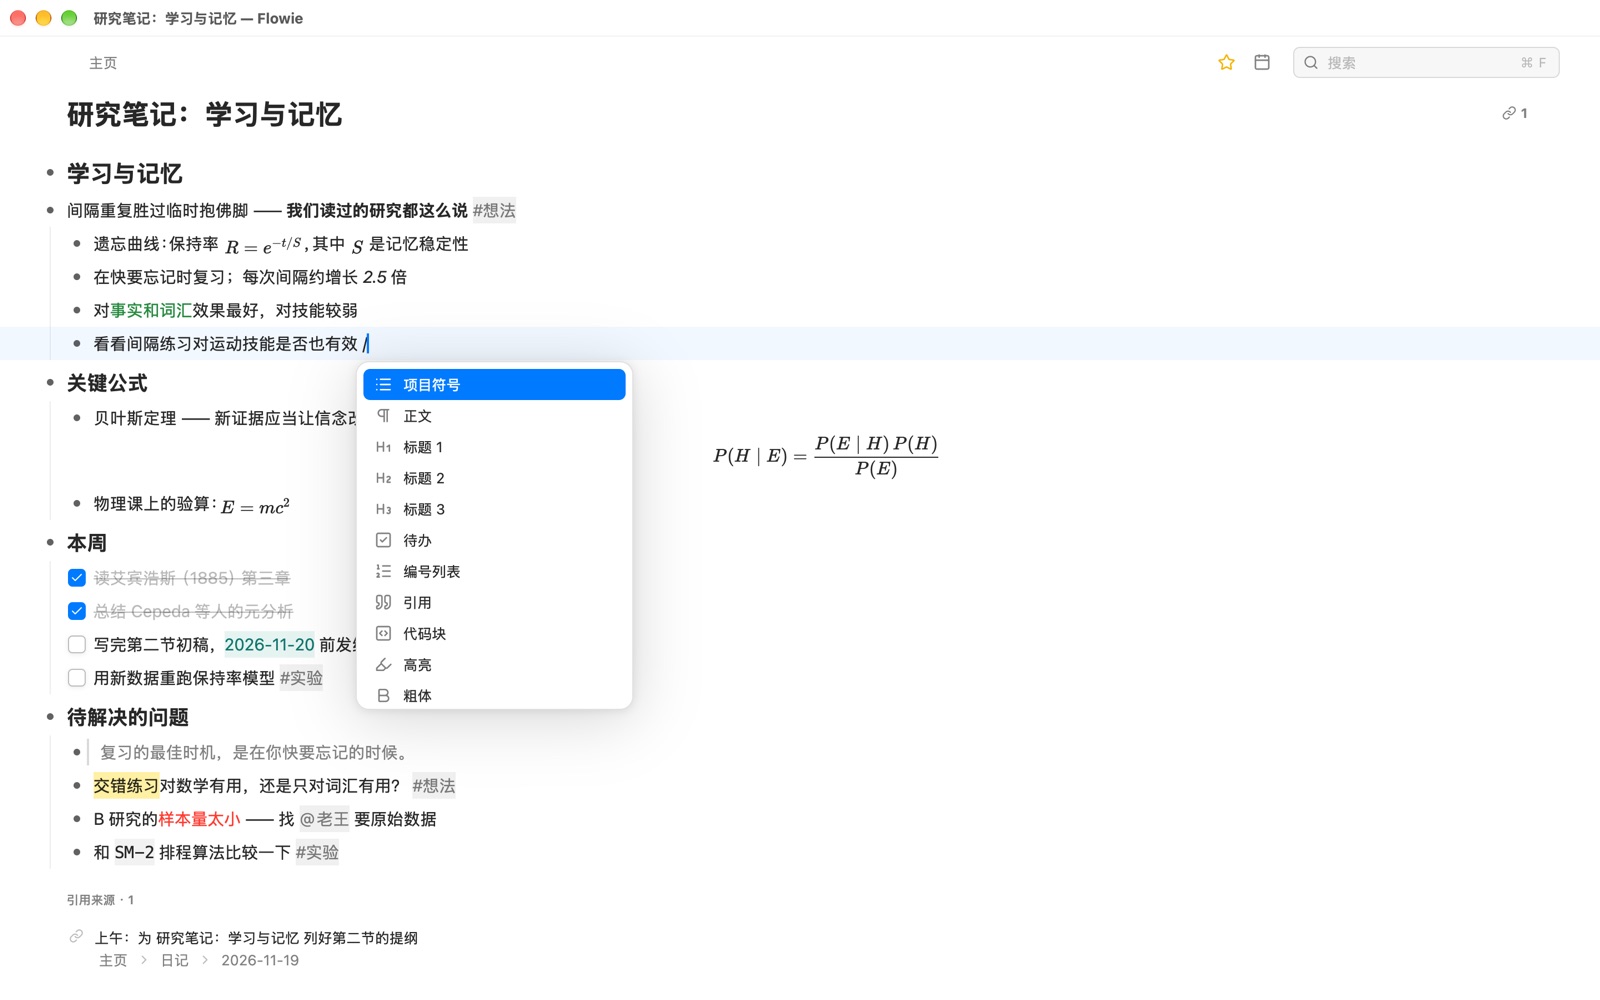 研究笔记：学习与记忆 — Flowie
主页
搜索 ⌘ F
研究笔记：学习与记忆
1
学习与记忆
间隔重复胜过临时抱佛脚 —— 我们读过的研究都这么说 #想法
遗忘曲线：保持率 R = e^{-t/S}，其中 S 是记忆稳定性
在快要忘记时复习；每次间隔约增长 2.5 倍
对事实和词汇效果最好，对技能较弱
看看间隔练习对运动技能是否也有效 /
项目符号
正文
H1 标题 1
H2 标题 2
H3 标题 3
待办
编号列表
引用
代码块
高亮
B 粗体
关键公式
贝叶斯定理 —— 新证据应当让信念
P(H | E) = P(E | H) P(H) / P(E)
物理课上的验算：E = mc²
本周
读艾宾浩斯（1885）第三章
总结 Cepeda 等人的元分析
写完第二节初稿，2026-11-20 前发
用新数据重跑保持率模型 #实验
待解决的问题
复习的最佳时机，是在你快要忘记的时候。
交错练习对数学有用，还是只对词汇有用？ #想法
B 研究的样本量太小 —— 找 @老王 要原始数据
和 SM-2 排程算法比较一下 #实验
引用来源 · 1
上午：为 研究笔记：学习与记忆 列好第二节的提纲
主页 > 日记 > 2026-11-19